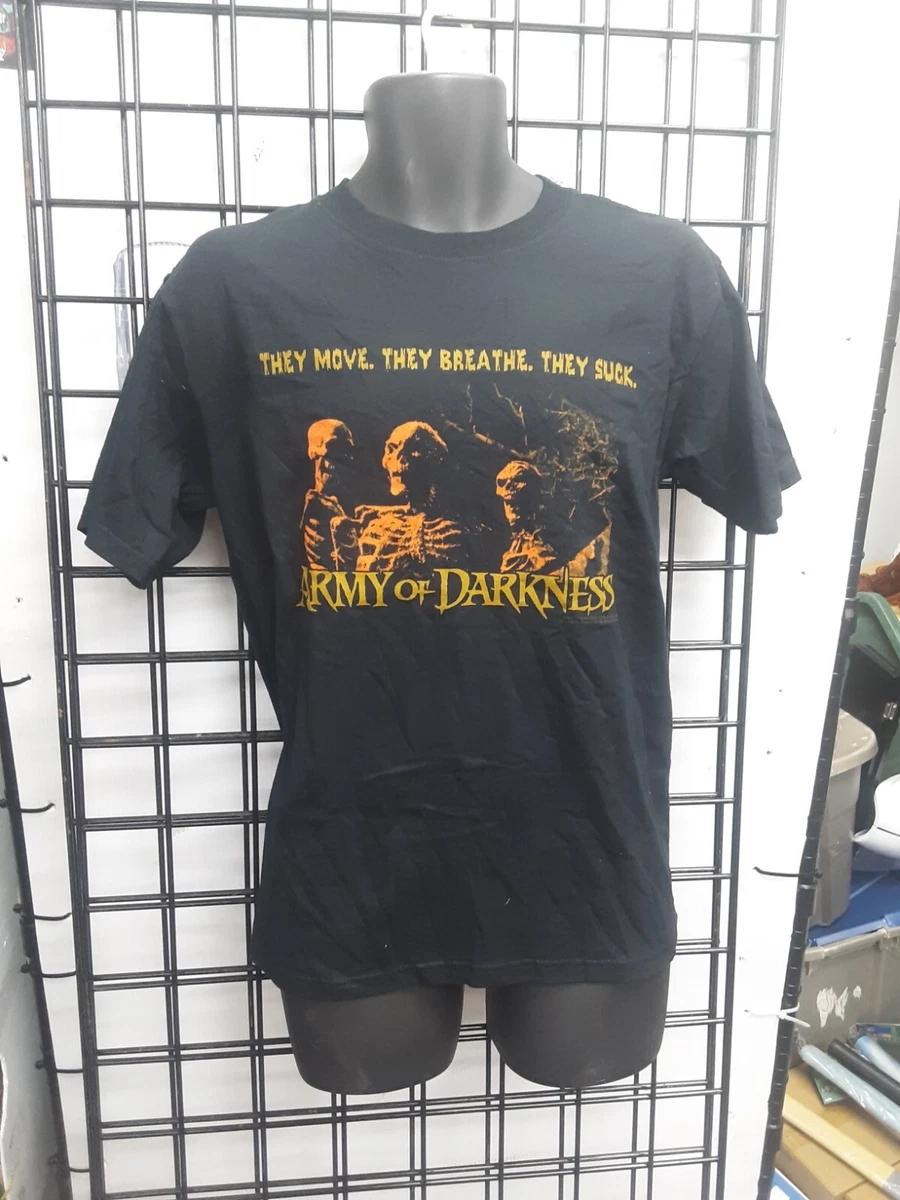 THEY MOVE. THEY BREATHE. THEY SUCK.
ARMY OF DARKNESS